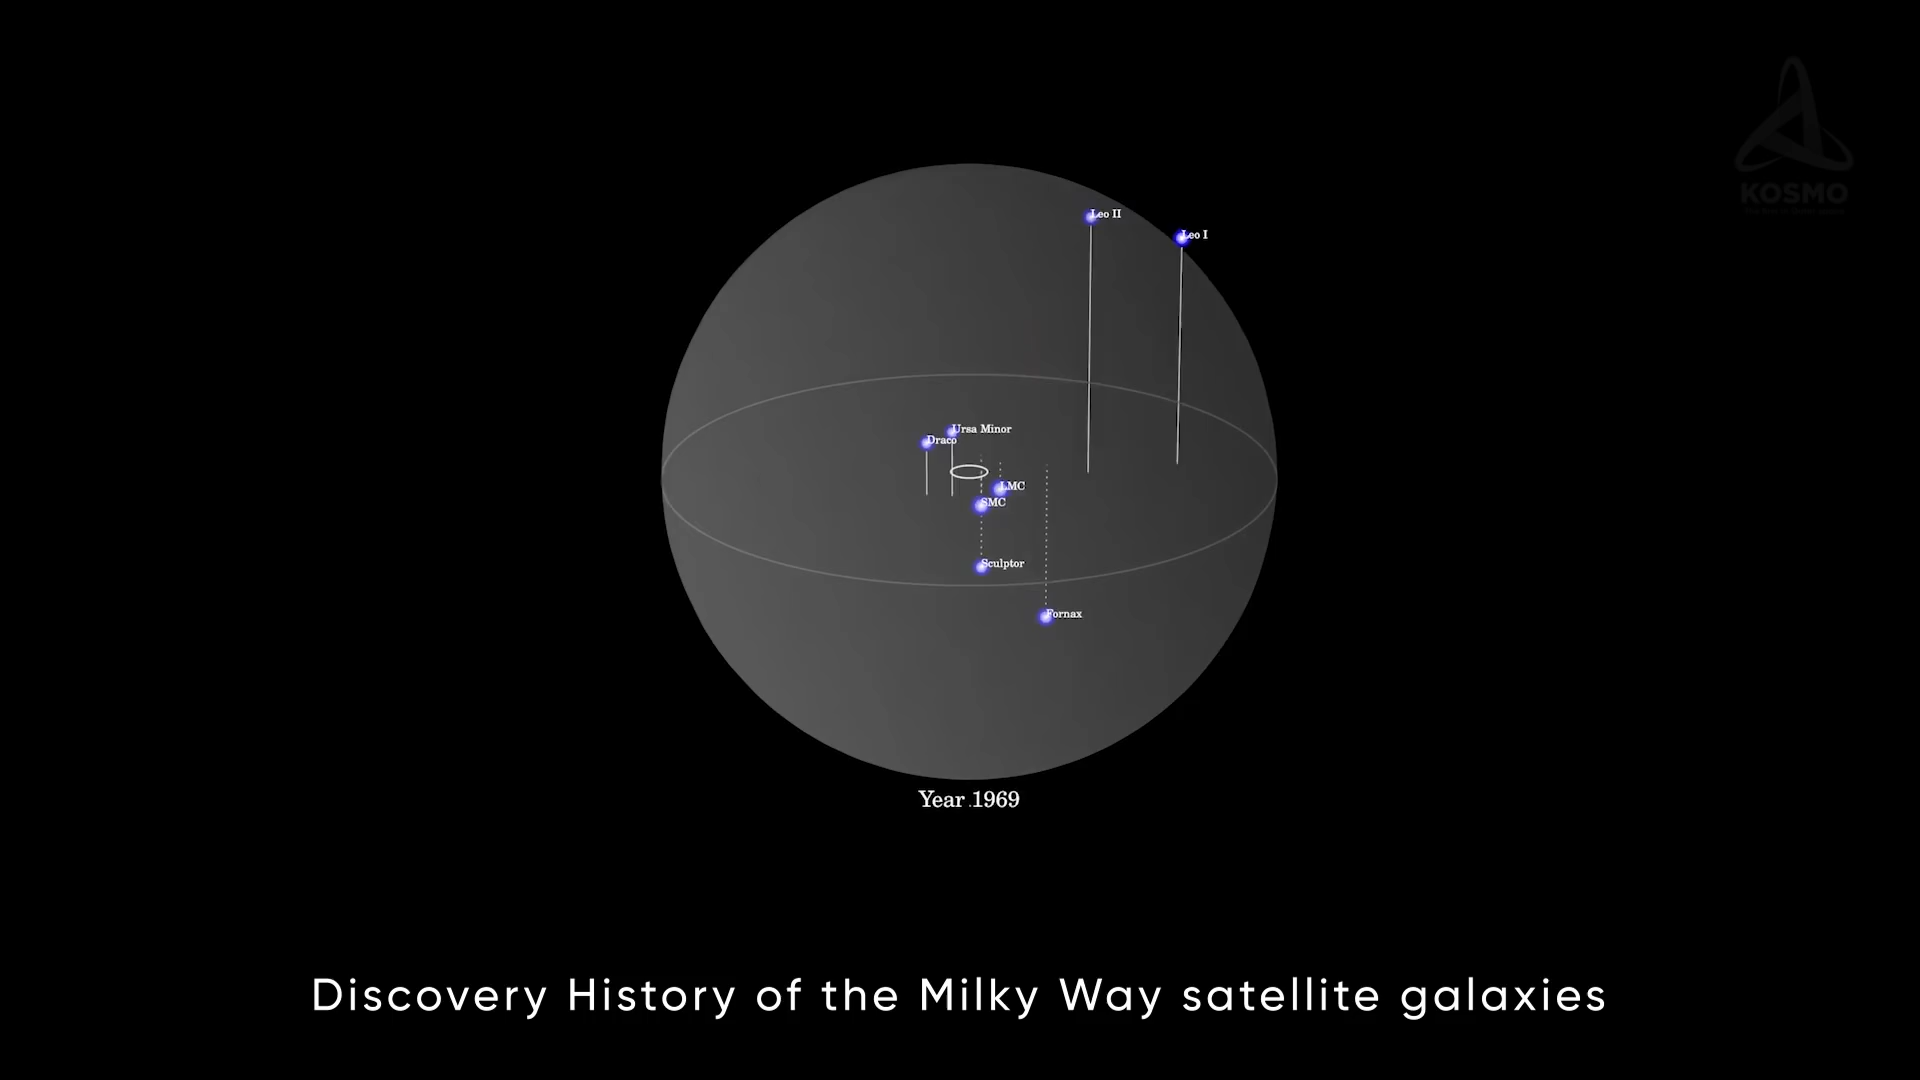 KOSMO
Leo II
Leo I
Ursa Minor
Draco
LMC
SMC
Sculptor
Fornax
Year 1969
Discovery History of the Milky Way satellite galaxies